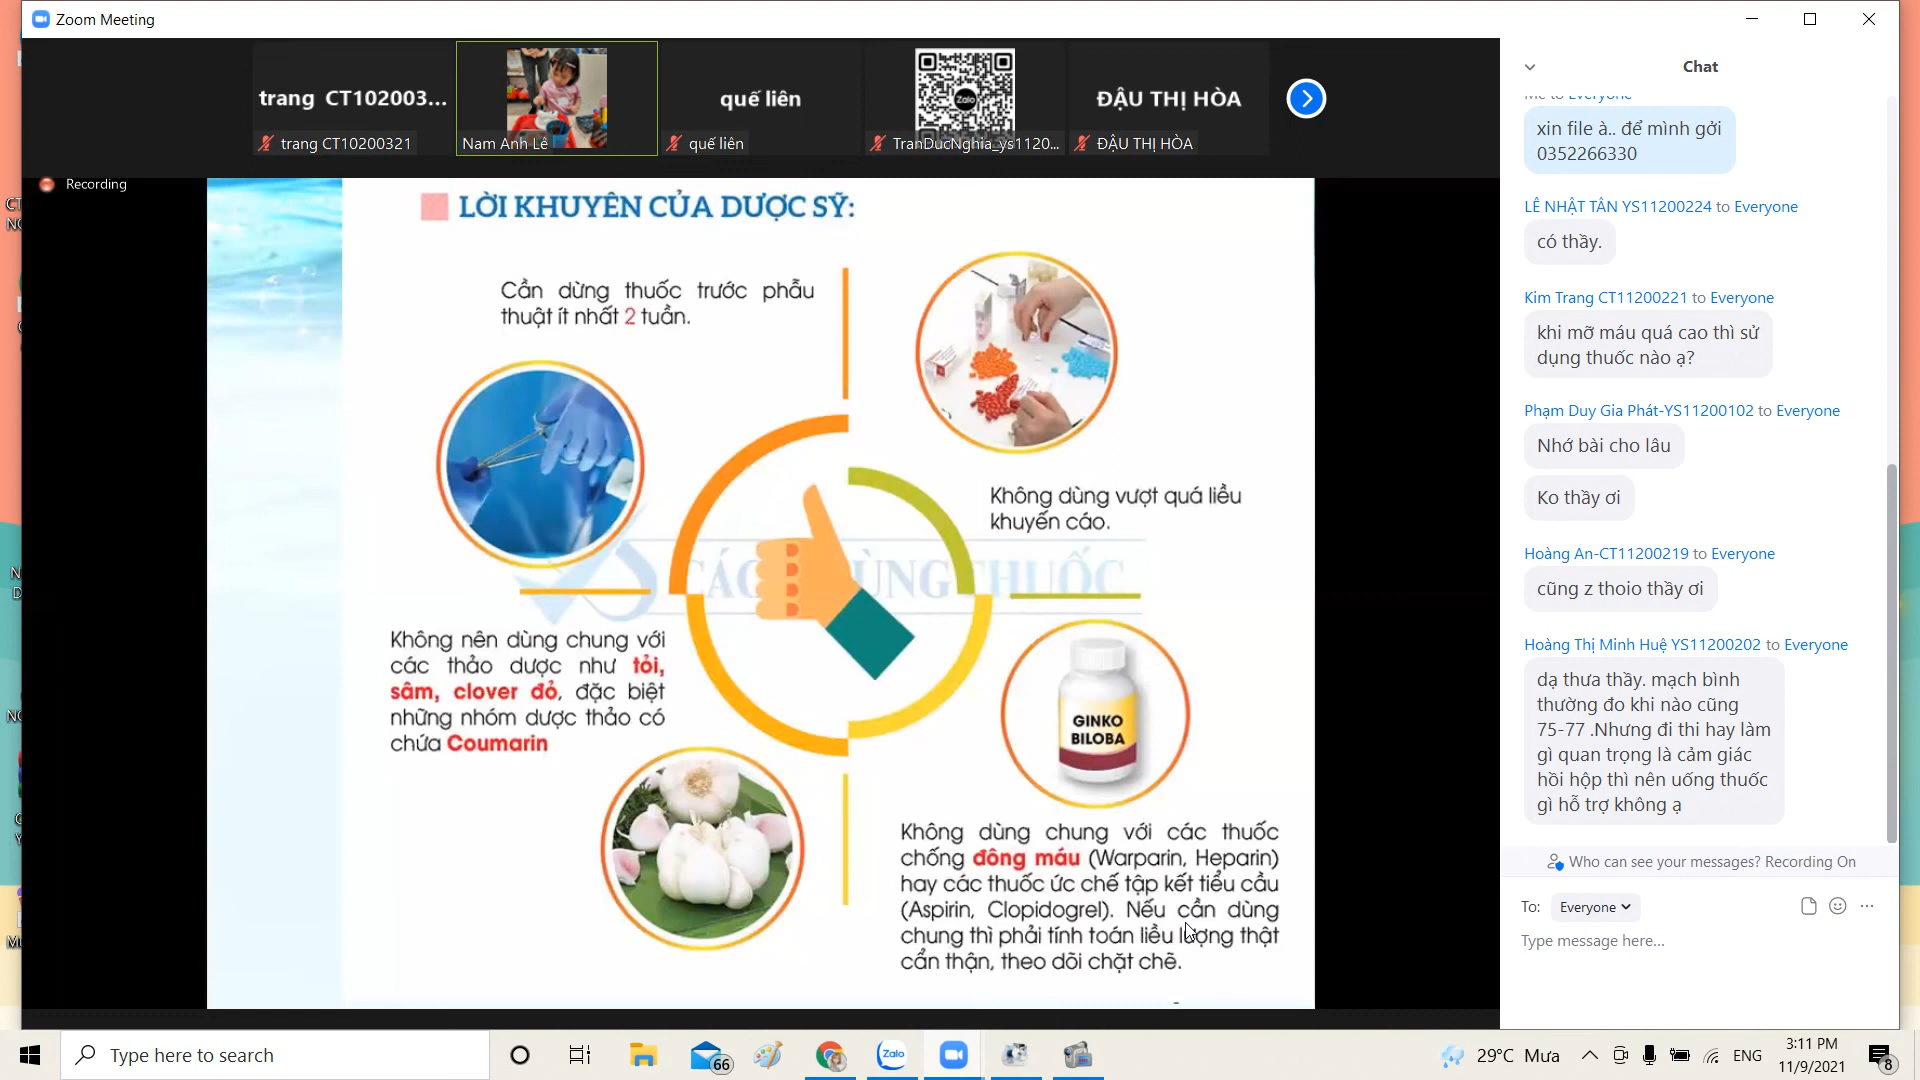 Zoom Meeting
trang CT102003...
quế liên
Zalo
ĐẬU THỊ HÒA
trang CT10200321
Nam Anh Lê
quế liên
TranDucNghia_ys1120...
ĐẬU THỊ HÒA
Recording
LỜI KHUYÊN CỦA DƯỢC SỸ:
Cần dừng thuốc trước phẫu
thuật ít nhất 2 tuần.
Không dùng vượt quá liều
khuyến cáo.
Không nên dùng chung với
các thảo dược như tỏi,
sâm, clover đỏ, đặc biệt
những nhóm dược thảo có
chứa Coumarin
GINKO
BILOBA
Không dùng chung với các thuốc
chống đông máu (Warparin, Heparin)
hay các thuốc ức chế tập kết tiểu cầu
(Aspirin, Clopidogrel). Nếu cần dùng
chung thì phải tính toán liều lượng thật
cẩn thận, theo dõi chặt chẽ.
Chat
Me to Everyone
xin file à.. để mình gởi
0352266330
LÊ NHẬT TÂN YS11200224 to Everyone
có thầy.
Kim Trang CT11200221 to Everyone
khi mỡ máu quá cao thì sử
dụng thuốc nào ạ?
Phạm Duy Gia Phát-YS11200102 to Everyone
Nhớ bài cho lâu
Ko thầy ơi
Hoàng An-CT11200219 to Everyone
cũng z thoio thầy ơi
Hoàng Thị Minh Huệ YS11200202 to Everyone
dạ thưa thầy. mạch bình
thường đo khi nào cũng
75-77 .Nhưng đi thi hay làm
gì quan trọng là cảm giác
hồi hộp thì nên uống thuốc
gì hỗ trợ không ạ
Who can see your messages? Recording On
To: Everyone
Type message here...
Type here to search
66
Zalo
29°C Mưa
ENG
3:11 PM
11/9/2021
8